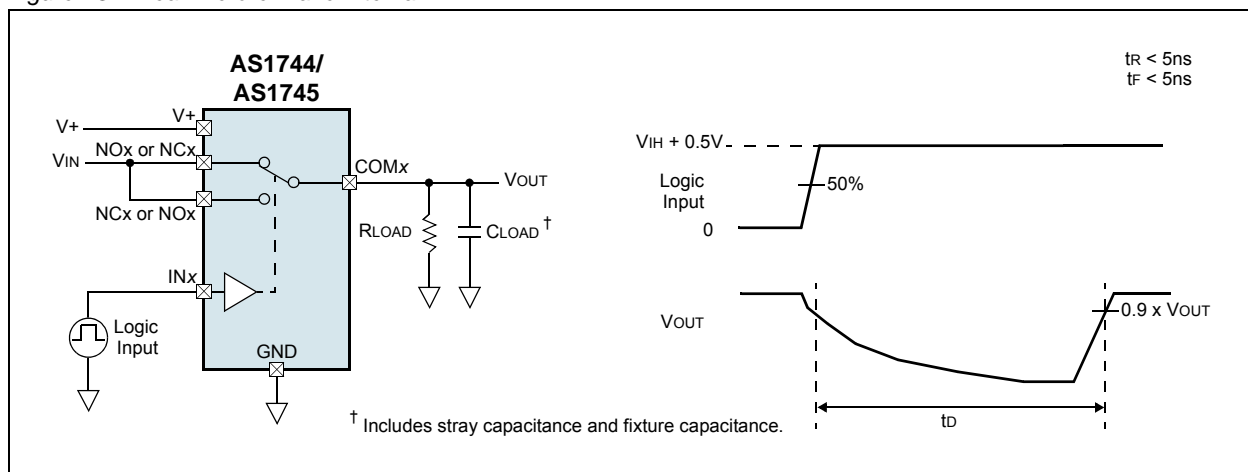 AS1744/
AS1745
tR < 5ns
tF < 5ns
V+
V+
VIN
NOx or NCx
COMx
VOUT
NCx or NOx
RLOAD
CLOAD †
INx
Logic
Input
GND
† Includes stray capacitance and fixture capacitance.
VIH + 0.5V
Logic
Input
50%
0
VOUT
0.9 x VOUT
tD